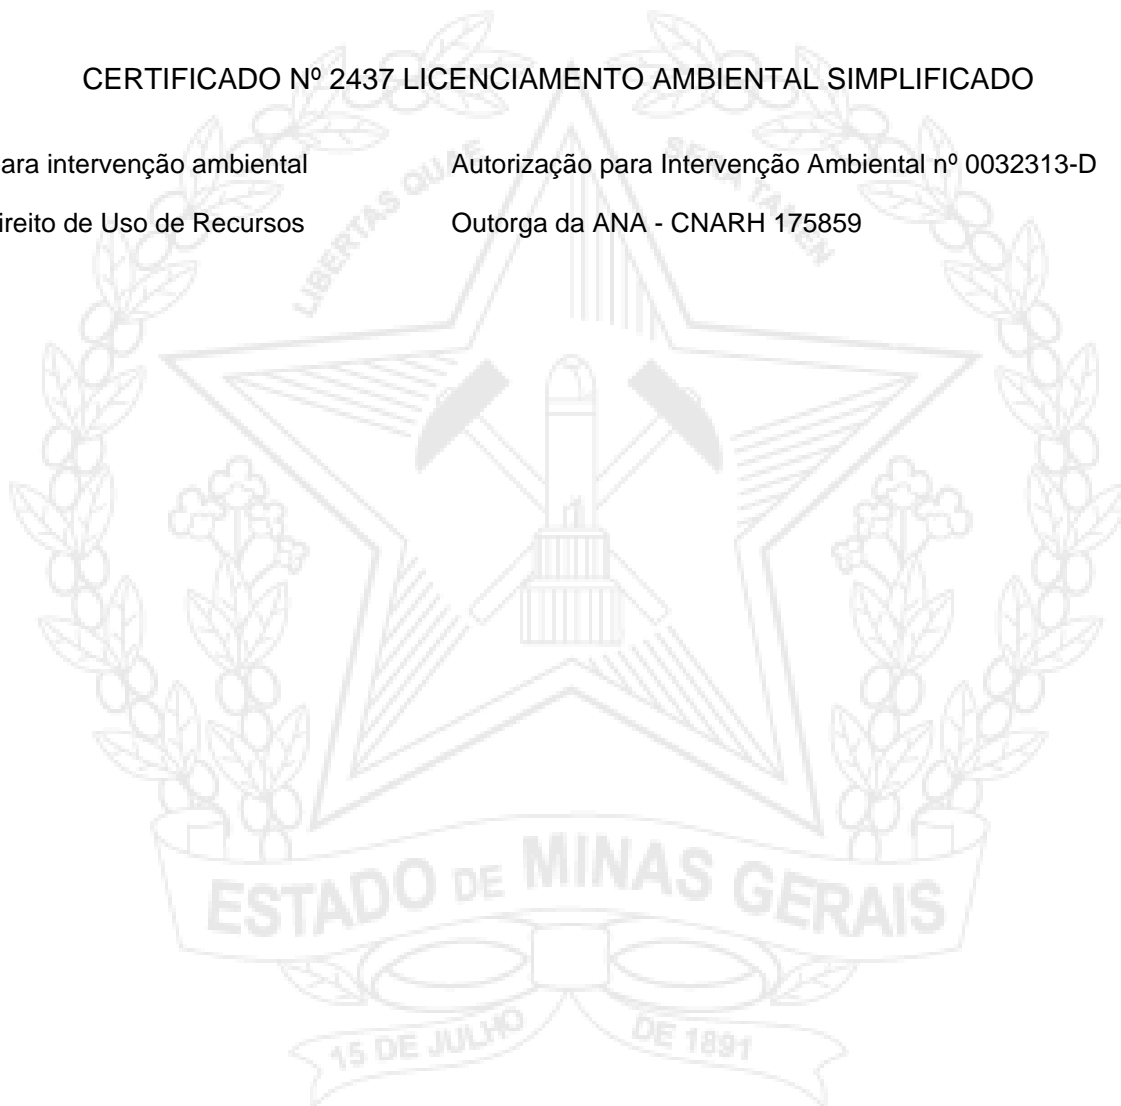 CERTIFICADO Nº 2437 LICENCIAMENTO AMBIENTAL SIMPLIFICADO
ara intervenção ambiental Autorização para Intervenção Ambiental nº 0032313-D
ireito de Uso de Recursos Outorga da ANA - CNARH 175859
LIBERTAS QUAE SERA TAMEN
ESTADO DE MINAS GERAIS
15 DE JULHO DE 1891